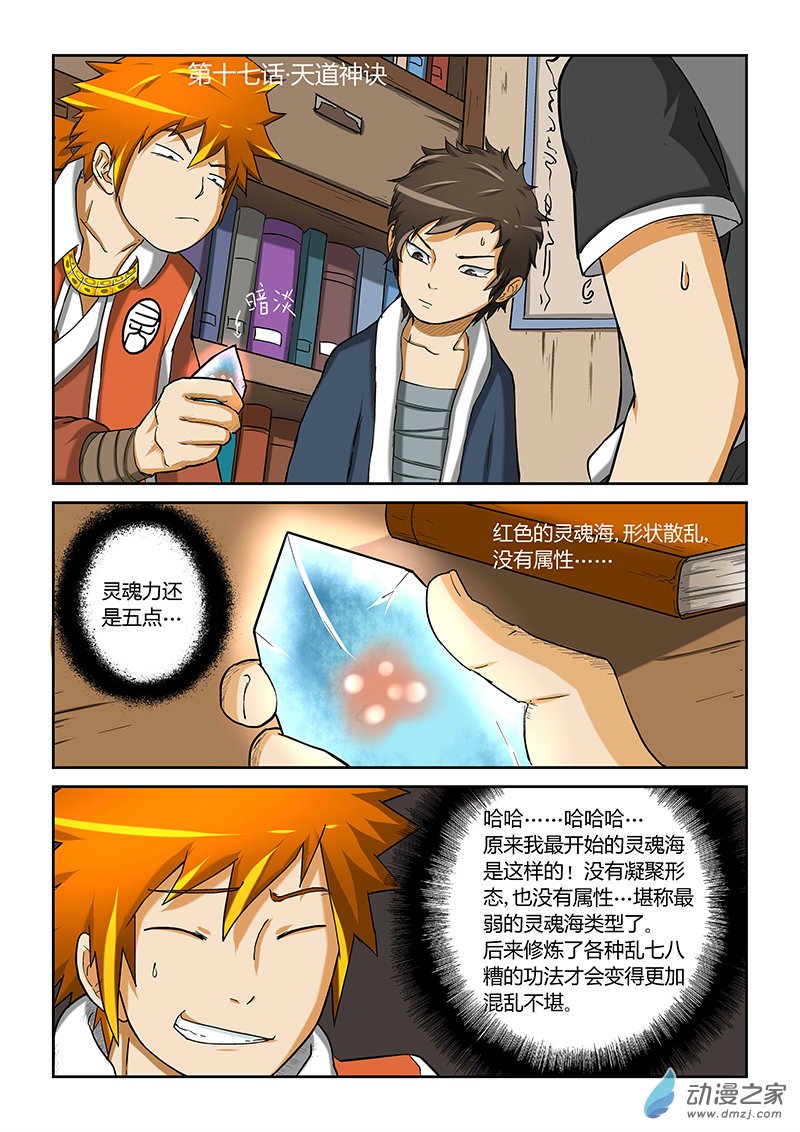 第十七话·天道神诀
暗淡
灵魂力还
是五点…
红色的灵魂海,形状散乱,
没有属性……
哈哈……哈哈哈…
原来我最开始的灵魂海
是这样的！没有凝聚形
态,也没有属性…堪称最
弱的灵魂海类型了。
后来修炼了各种乱七八
糟的功法才会变得更加
混乱不堪。
动漫之家
www.dmzj.com